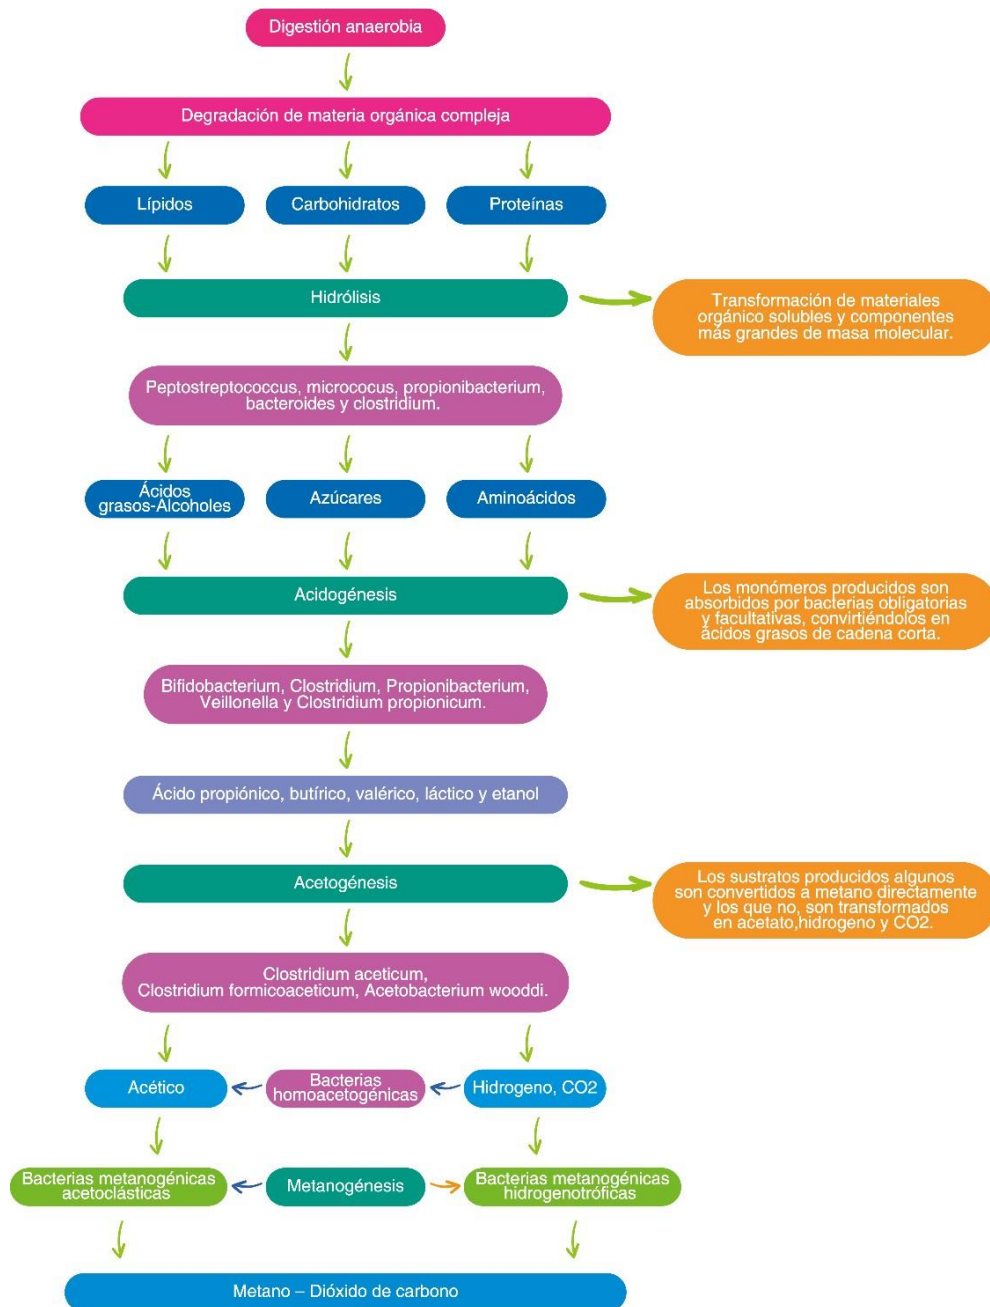 Digestión anaerobia
Degradación de materia orgánica compleja
Lípidos
Carbohidratos
Proteínas
Hidrólisis
Transformación de materiales
orgánico solubles y componentes
más grandes de masa molecular.
Peptostreptococcus, micrococus, propionibacterium,
bacteroides y clostridium.
Ácidos
grasos-Alcoholes
Azúcares
Aminoácidos
Acidogénesis
Los monómeros producidos son
absorbidos por bacterias obligatorias
y facultativas, convirtiéndolos en
ácidos grasos de cadena corta.
Bifidobacterium, Clostridium, Propionibacterium,
Veillonella y Clostridium propionicum.
Ácido propiónico, butírico, valérico, láctico y etanol
Acetogénesis
Los sustratos producidos algunos
son convertidos a metano directamente
y los que no, son transformados
en acetato,hidrogeno y CO2.
Clostridium aceticum,
Clostridium formicoaceticum, Acetobacterium wooddi.
Acético
Bacterias
homoacetogénicas
Hidrogeno, CO2
Bacterias metanogénicas
acetoclásticas
Metanogénesis
Bacterias metanogénicas
hidrogenotróficas
Metano – Dióxido de carbono